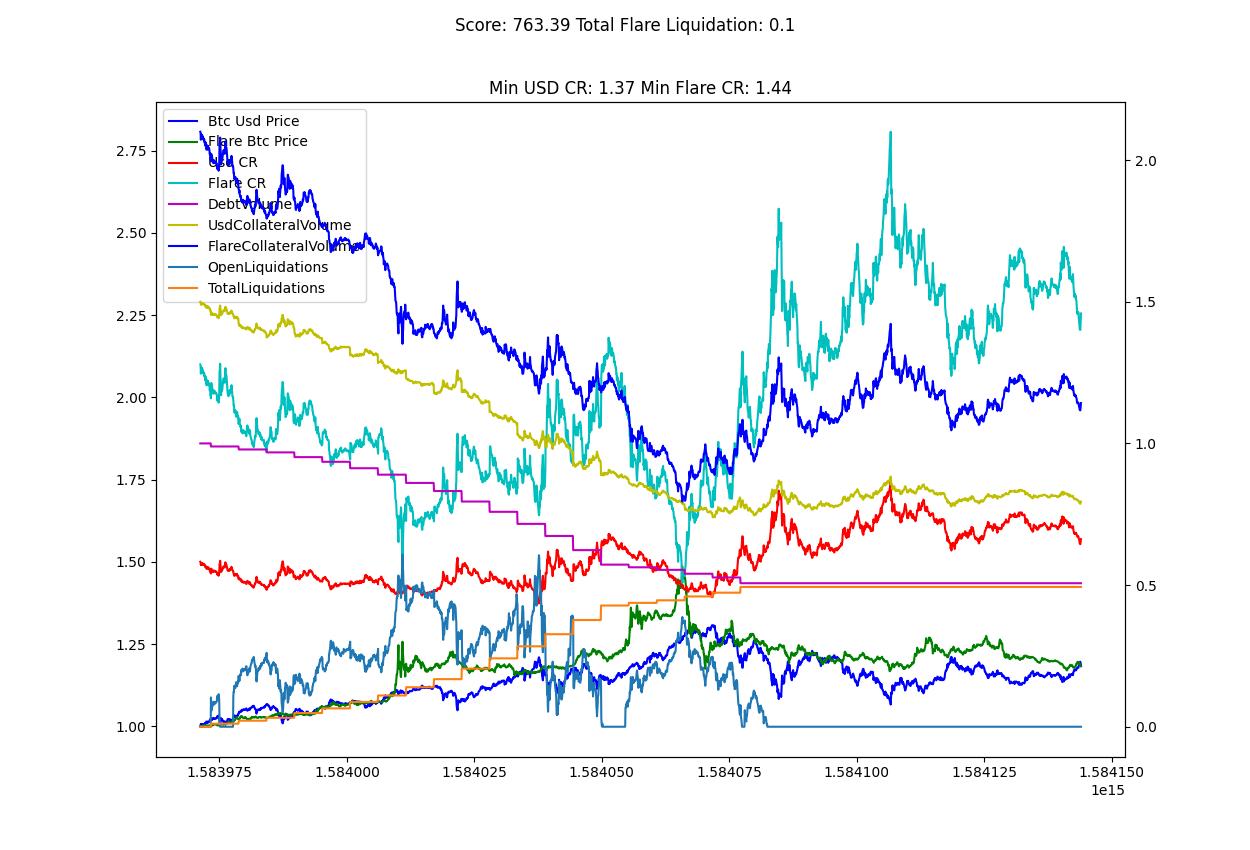 Score: 763.39 Total Flare Liquidation: 0.1
Min USD CR: 1.37 Min Flare CR: 1.44
Btc Usd Price
Flare Btc Price
Usd CR
Flare CR
DebtVolume
UsdCollateralVolume
FlareCollateralVolume
OpenLiquidations
TotalLiquidations
2.75
2.50
2.25
2.00
1.75
1.50
1.25
1.00
2.0
1.5
1.0
0.5
0.0
1.583975
1.584000
1.584025
1.584050
1.584075
1.584100
1.584125
1.584150
1e15